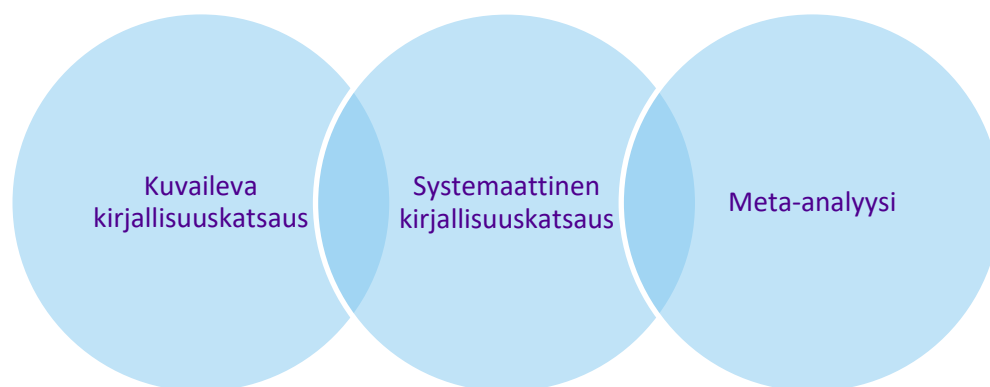 Kuvaileva
kirjallisuuskatsaus
Systemaattinen
kirjallisuuskatsaus
Meta-analyysi